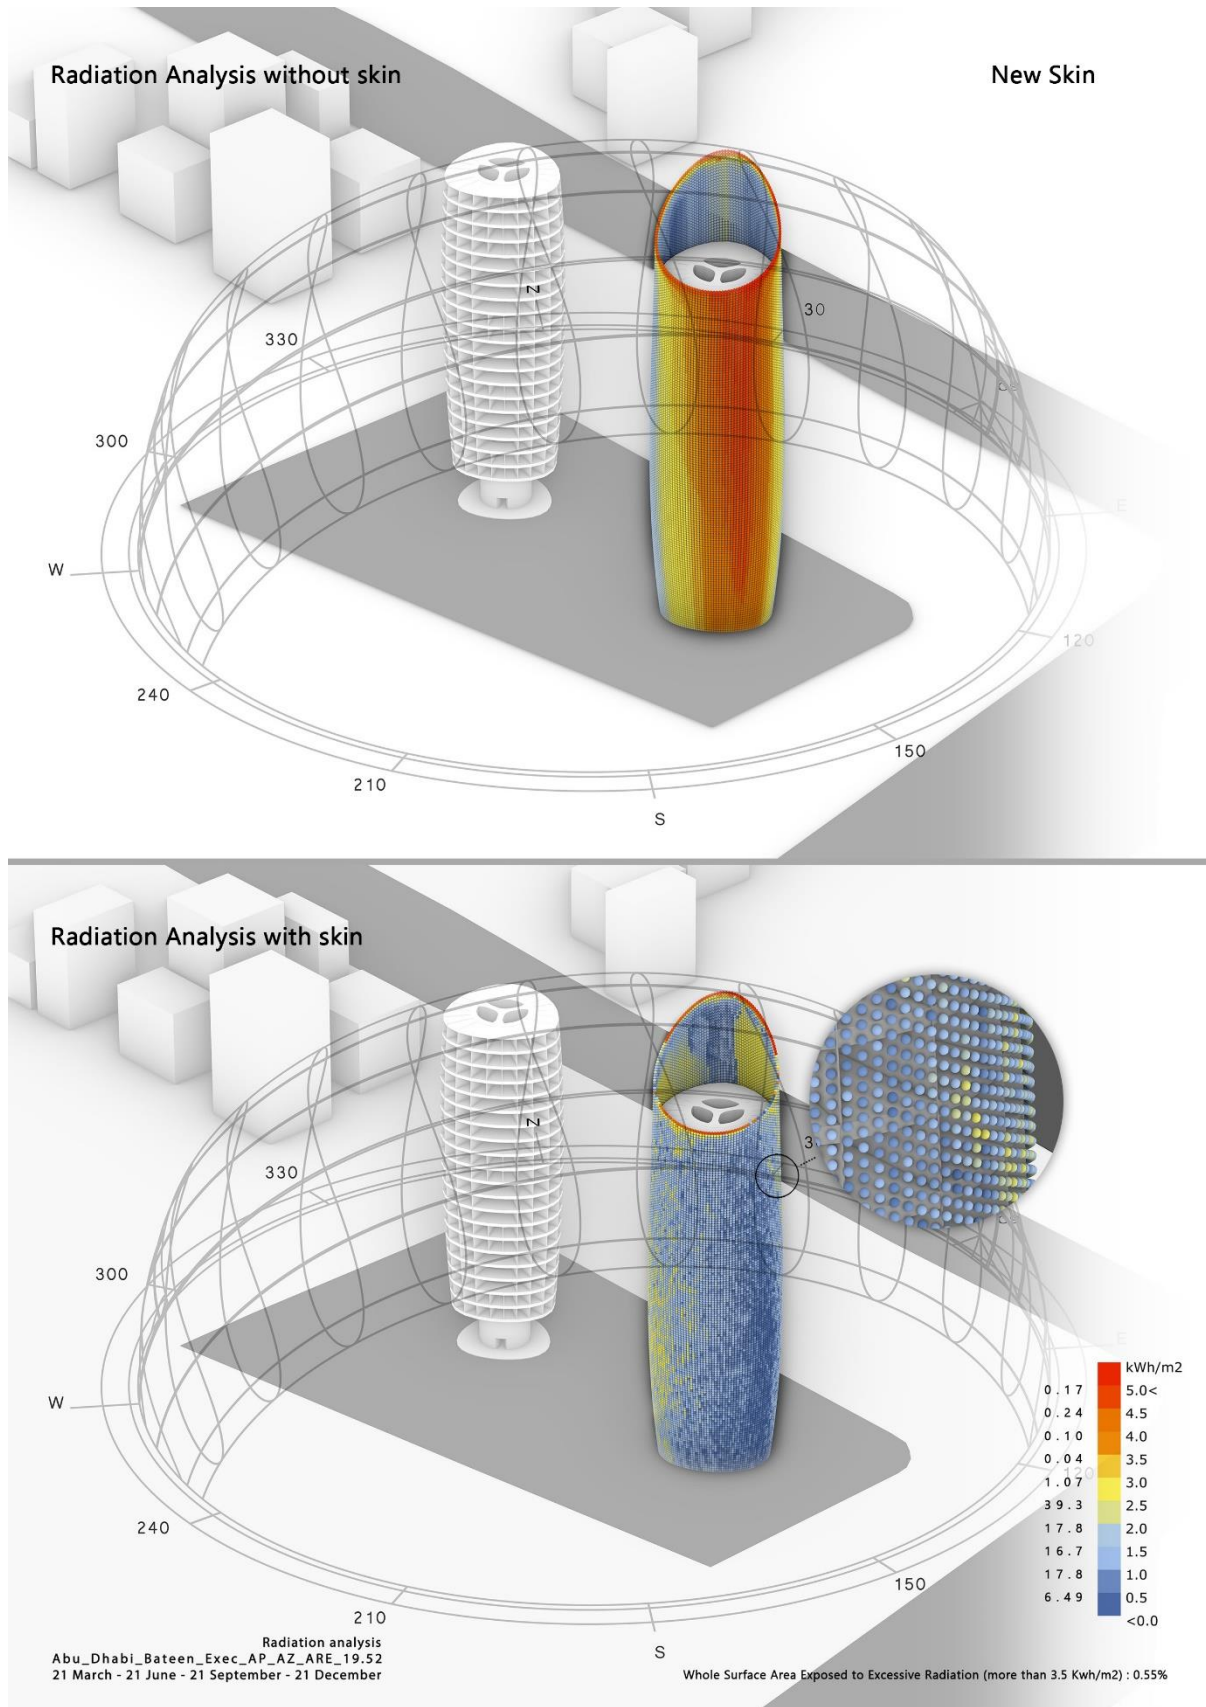 Radiation Analysis without skin
New Skin
N
30
330
300
E
W
120
240
150
210
S
Radiation Analysis with skin
N
3
330
300
E
W
kWh/m2
0.17 5.0<
0.24 4.5
0.10 4.0
0.04 3.5
1.07 3.0
120
39.3 2.5
17.8 2.0
16.7 1.5
17.8 1.0
6.49 0.5
<0.0
240
150
210
S
Radiation analysis
Abu_Dhabi_Bateen_Exec_AP_AZ_ARE_19.52
21 March - 21 June - 21 September - 21 December
Whole Surface Area Exposed to Excessive Radiation (more than 3.5 Kwh/m2) : 0.55%